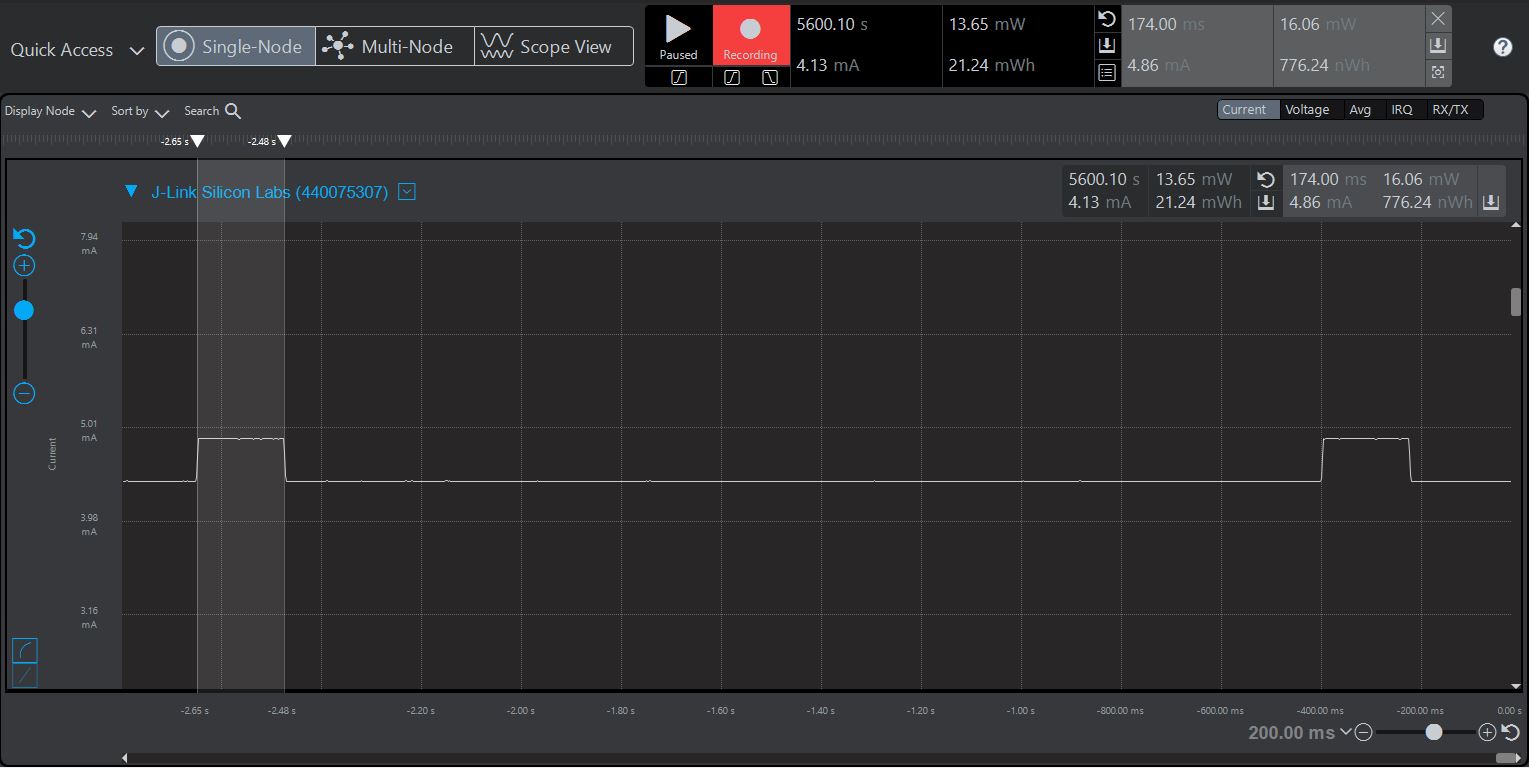 Quick Access
Single-Node
Multi-Node
Scope View
Paused
Recording
5600.10 s
13.65 mW
4.13 mA
21.24 mWh
174.00 ms
16.06 mW
4.86 mA
776.24 nWh
?
Display Node
Sort by
Search
Current
Voltage
Avg
IRQ
RX/TX
-2.65 s
-2.48 s
J-Link Silicon Labs (440075307)
5600.10 s
13.65 mW
4.13 mA
21.24 mWh
174.00 ms
16.06 mW
4.86 mA
776.24 nWh
7.94
mA
6.31
mA
5.01
mA
Current
3.98
mA
3.16
mA
-2.65 s
-2.48 s
-2.20 s
-2.00 s
-1.80 s
-1.60 s
-1.40 s
-1.20 s
-1.00 s
-800.00 ms
-600.00 ms
-400.00 ms
-200.00 ms
0.00 s
200.00 ms